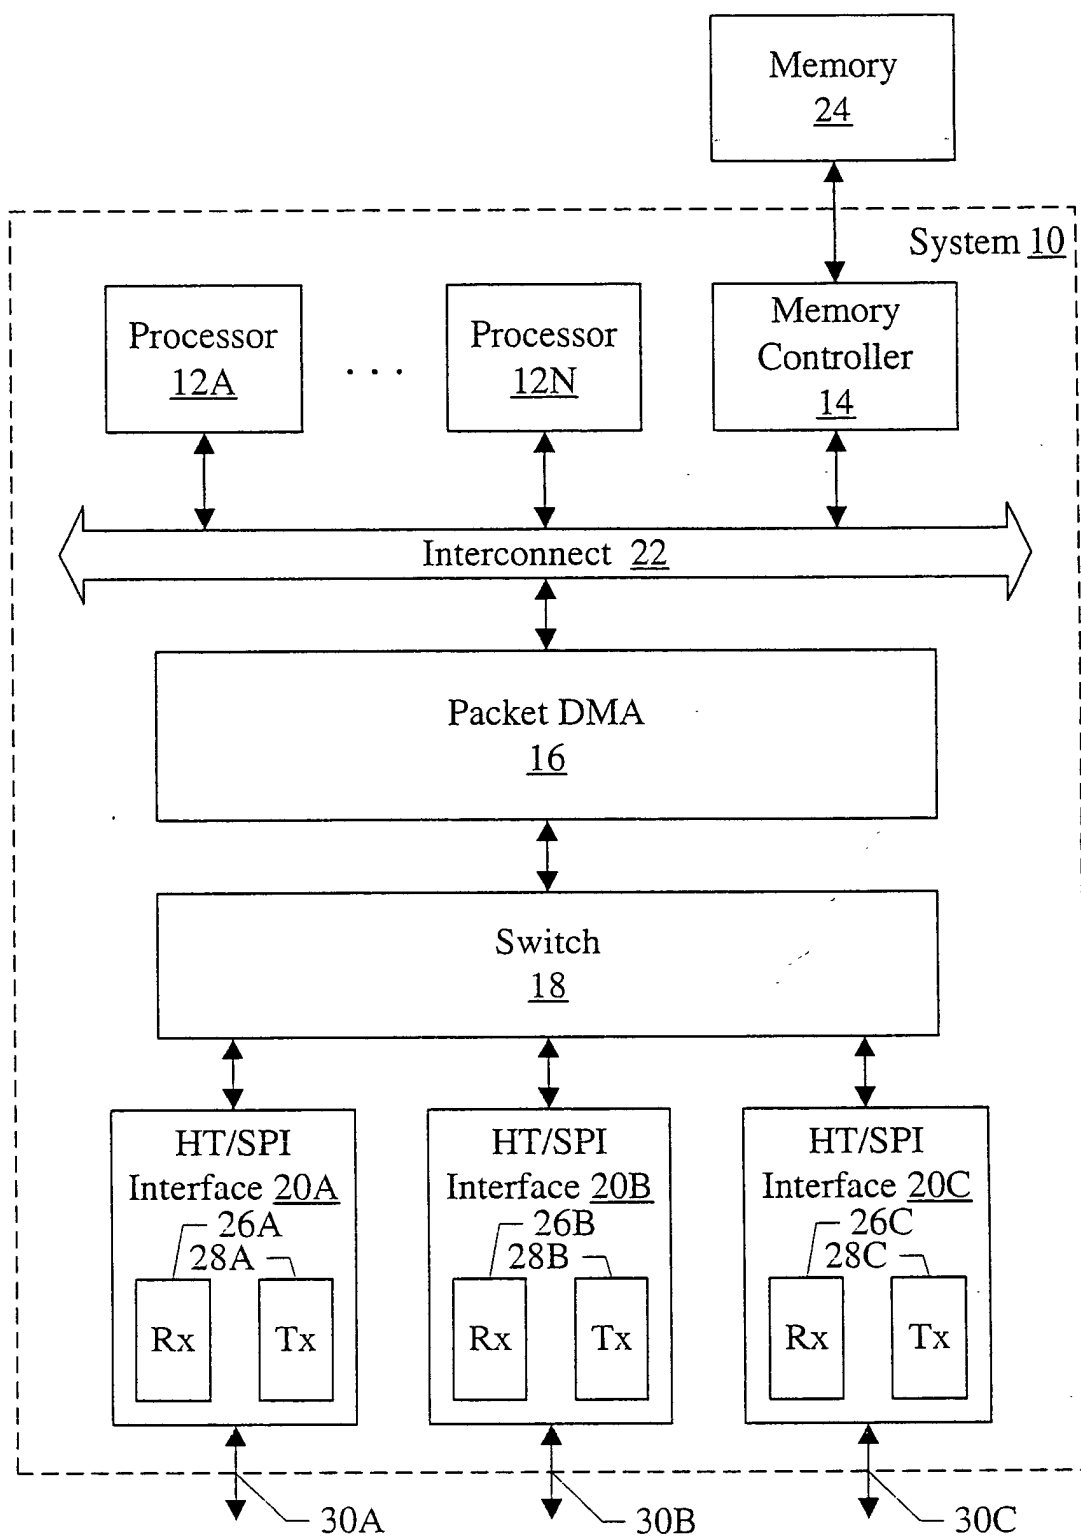 Memory
24
System 10
Processor
12A
. . .
Processor
12N
Memory
Controller
14
Interconnect 22
Packet DMA
16
Switch
18
HT/SPI
Interface 20A
26A
28A
Rx
Tx
HT/SPI
Interface 20B
26B
28B
Rx
Tx
HT/SPI
Interface 20C
26C
28C
Rx
Tx
30A
30B
30C